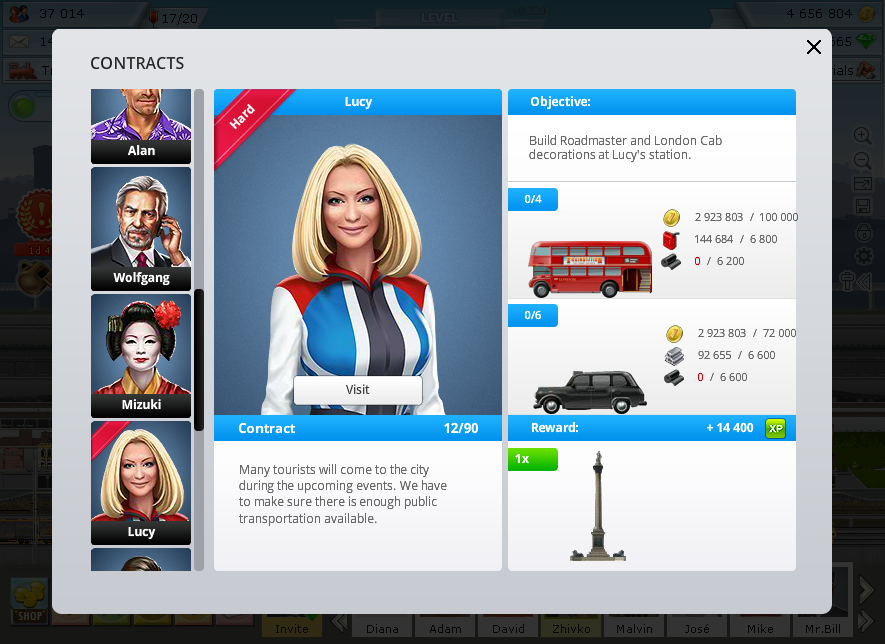 37 014
17/20
LEVEL
4 656 804
CONTRACTS
Alan
Wolfgang
Mizuki
Lucy
Hard
Lucy
Visit
Contract 12/90
Many tourists will come to the city
during the upcoming events. We have
to make sure there is enough public
transportation available.
Objective:
Build Roadmaster and London Cab
decorations at Lucy's station.
0/4
2 923 803 / 100 000
144 684 / 6 800
0 / 6 200
0/6
2 923 803 / 72 000
92 655 / 6 600
0 / 6 600
Reward: + 14 400 XP
1x
SHOP
Invite
Diana
Adam
David
Zhivko
Malvin
José
Mike
Mr.Bill